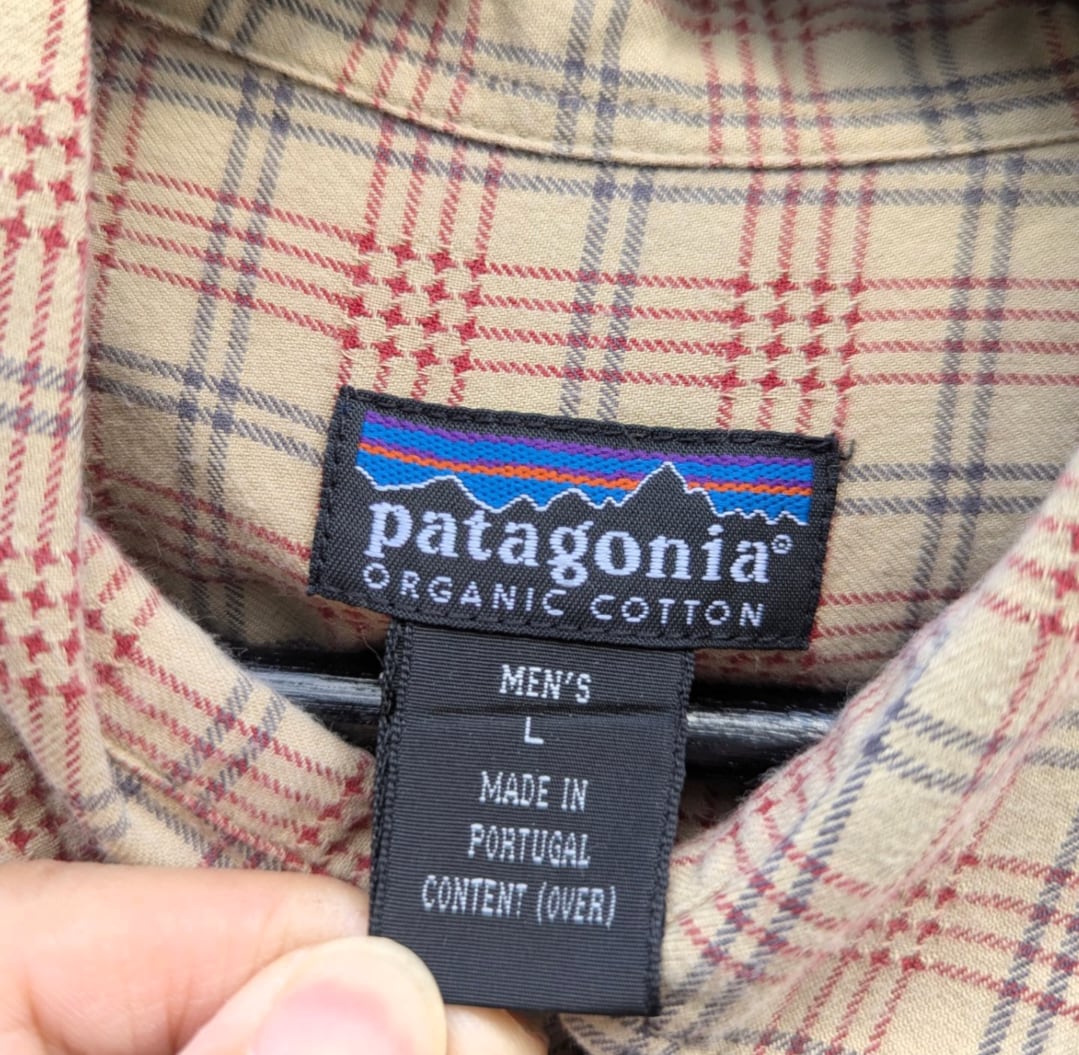 patagonia®
ORGANIC COTTON
MEN'S
L
MADE IN
PORTUGAL
CONTENT (OVER)